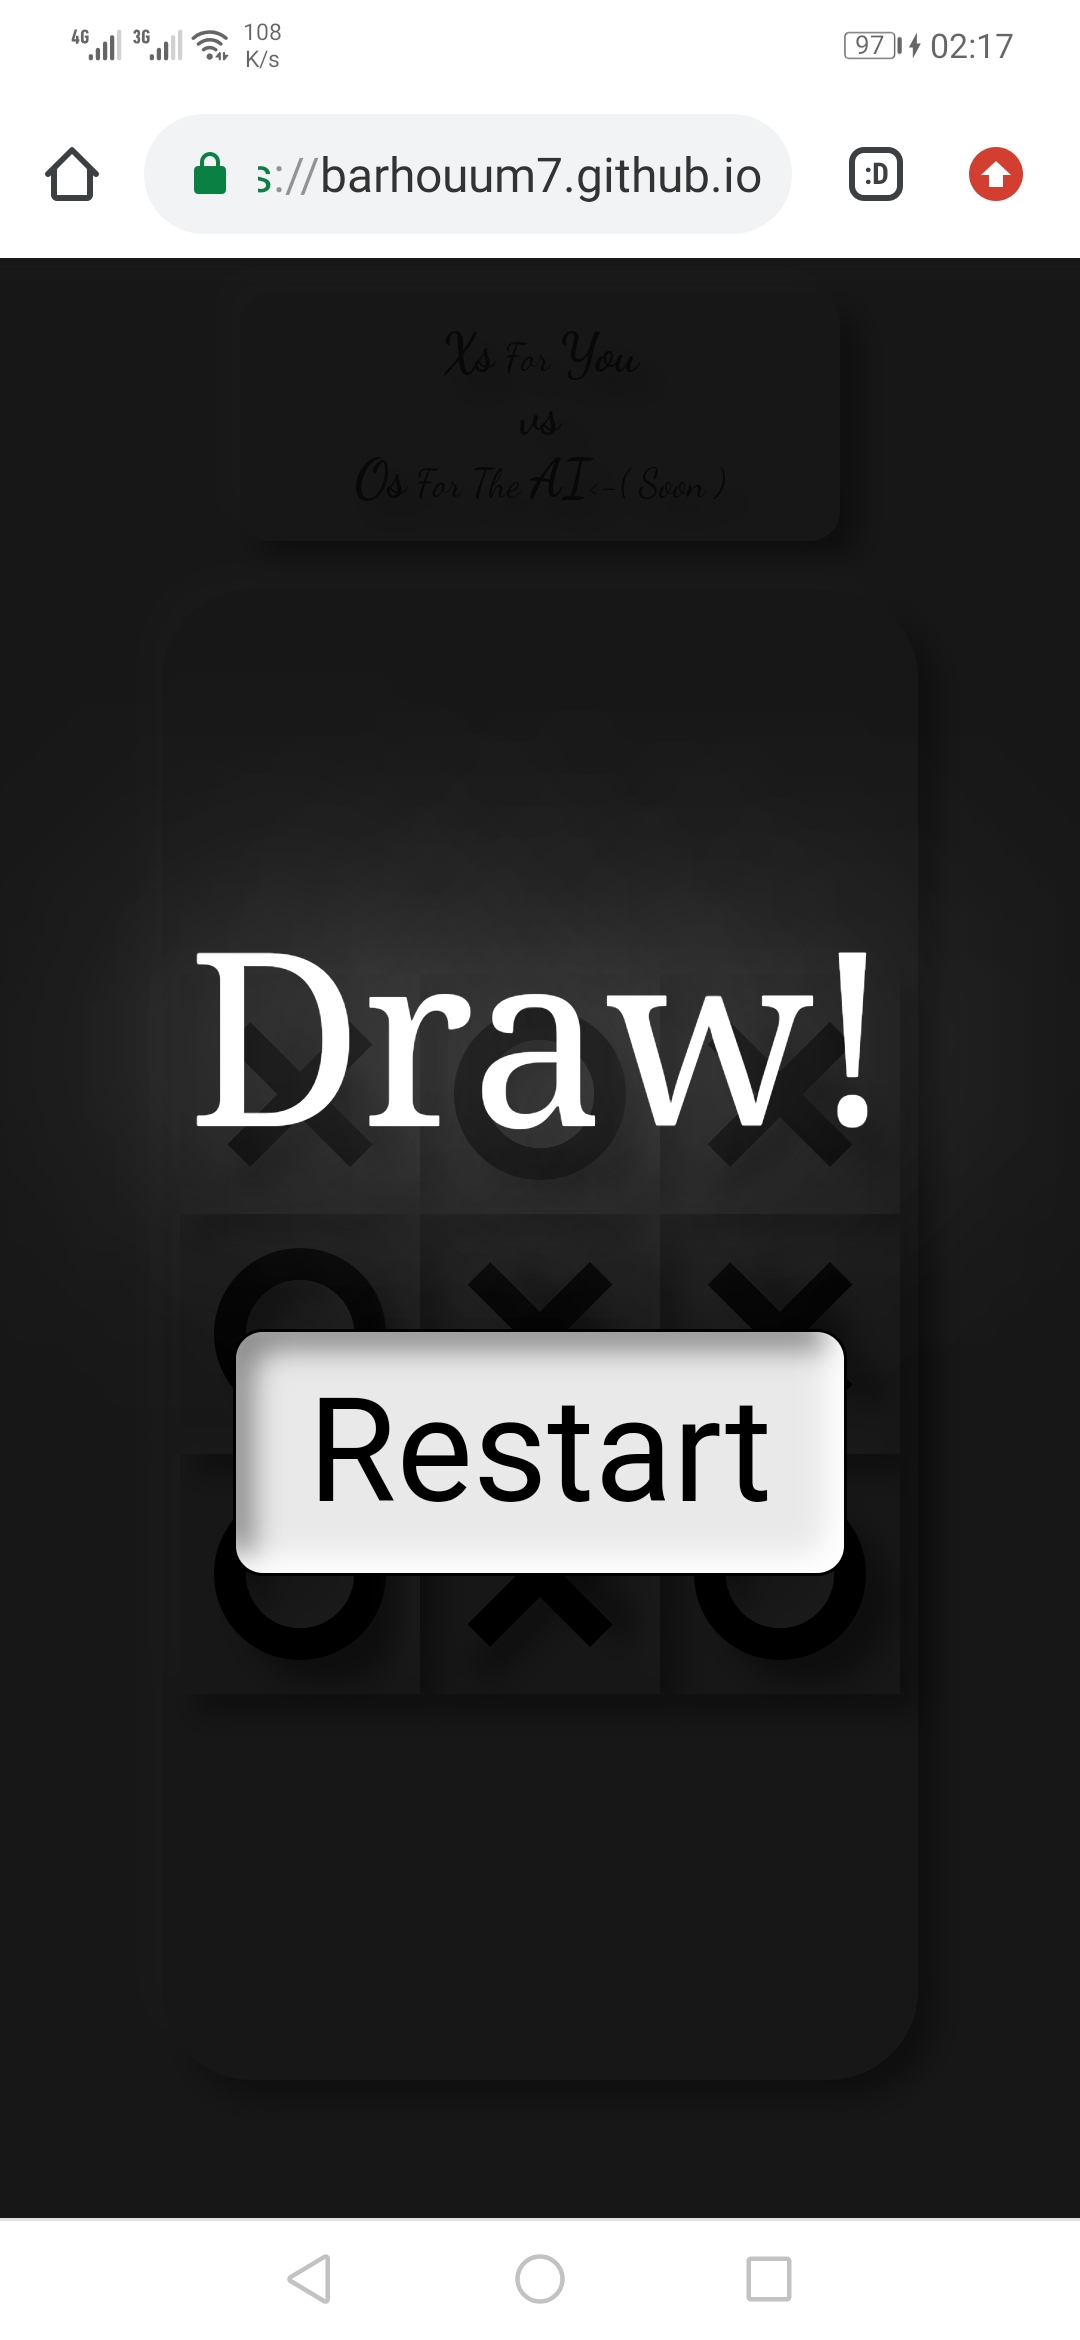 4G 3G 108 K/s 97 02:17
s://barhouum7.github.io :D
Xs For You
vs
Os For The AI<-( Soon )
Draw!
Restart